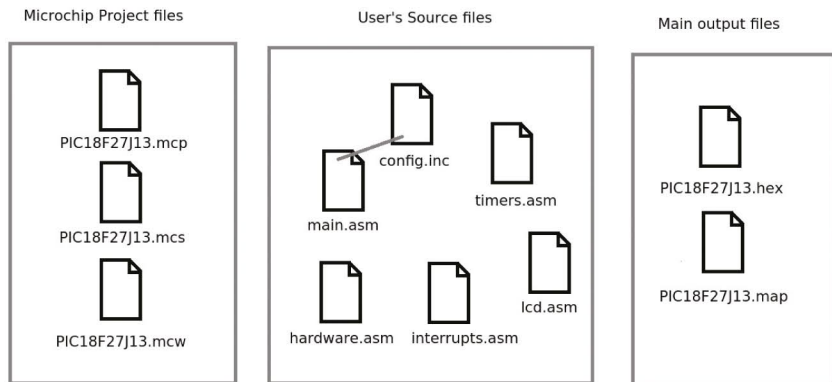 Microchip Project files
PIC18F27J13.mcp
PIC18F27J13.mcs
PIC18F27J13.mcw
User's Source files
config.inc
main.asm
timers.asm
lcd.asm
hardware.asm
interrupts.asm
Main output files
PIC18F27J13.hex
PIC18F27J13.map